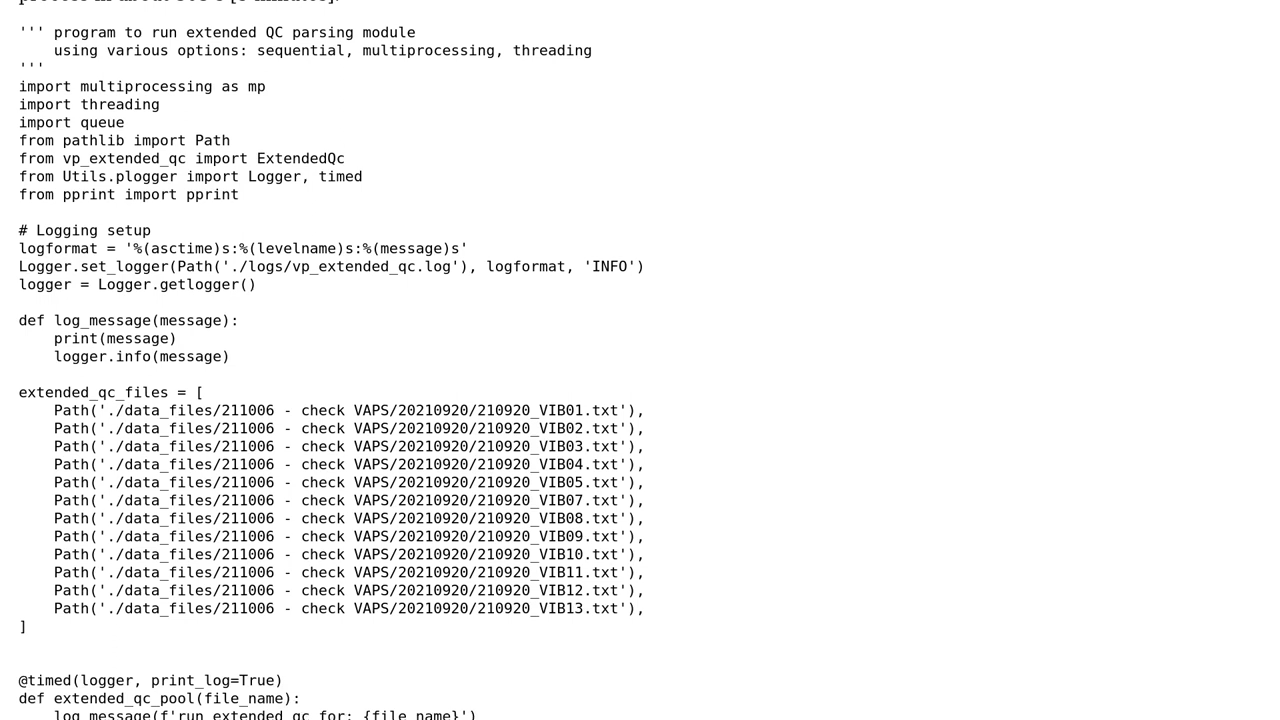 ''' program to run extended QC parsing module
    using various options: sequential, multiprocessing, threading
'''
import multiprocessing as mp
import threading
import queue
from pathlib import Path
from vp_extended_qc import ExtendedQc
from Utils.plogger import Logger, timed
from pprint import pprint

# Logging setup
logformat = '%(asctime)s:%(levelname)s:%(message)s'
Logger.set_logger(Path('./logs/vp_extended_qc.log'), logformat, 'INFO')
logger = Logger.getlogger()

def log_message(message):
    print(message)
    logger.info(message)

extended_qc_files = [
    Path('./data_files/211006 - check VAPS/20210920/210920_VIB01.txt'),
    Path('./data_files/211006 - check VAPS/20210920/210920_VIB02.txt'),
    Path('./data_files/211006 - check VAPS/20210920/210920_VIB03.txt'),
    Path('./data_files/211006 - check VAPS/20210920/210920_VIB04.txt'),
    Path('./data_files/211006 - check VAPS/20210920/210920_VIB05.txt'),
    Path('./data_files/211006 - check VAPS/20210920/210920_VIB07.txt'),
    Path('./data_files/211006 - check VAPS/20210920/210920_VIB08.txt'),
    Path('./data_files/211006 - check VAPS/20210920/210920_VIB09.txt'),
    Path('./data_files/211006 - check VAPS/20210920/210920_VIB10.txt'),
    Path('./data_files/211006 - check VAPS/20210920/210920_VIB11.txt'),
    Path('./data_files/211006 - check VAPS/20210920/210920_VIB12.txt'),
    Path('./data_files/211006 - check VAPS/20210920/210920_VIB13.txt'),
]


@timed(logger, print_log=True)
def extended_qc_pool(file_name):
    log_message(f'run extended qc for: {file_name}')